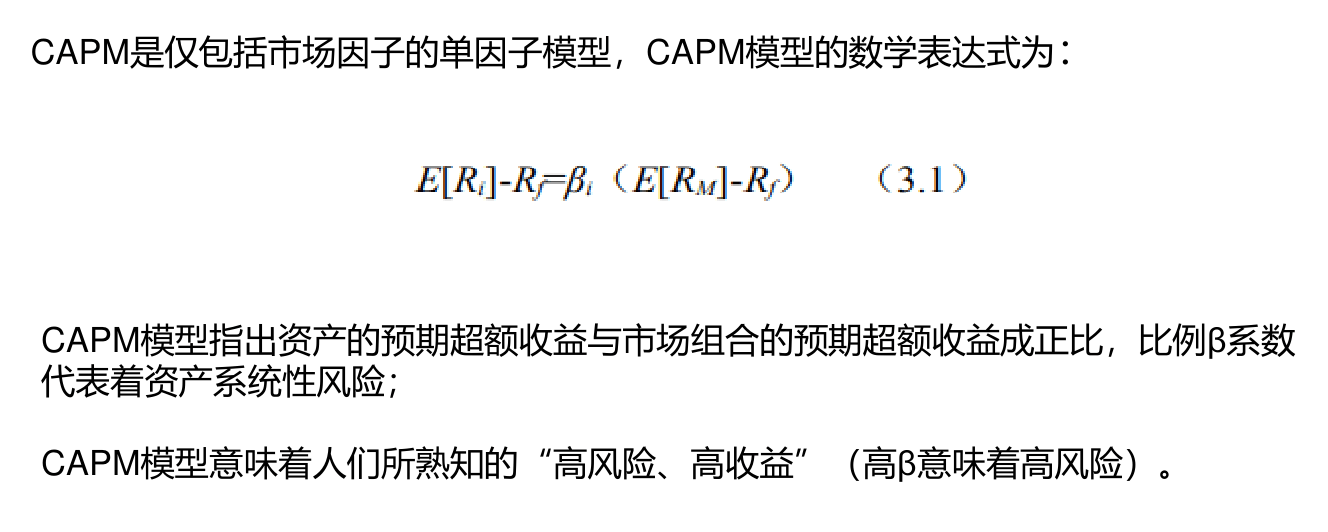 CAPM是仅包括市场因子的单因子模型，CAPM模型的数学表达式为：
E[Rᵢ]-R_f=βᵢ（E[R_M]-R_f） （3.1）
CAPM模型指出资产的预期超额收益与市场组合的预期超额收益成正比，比例β系数
代表着资产系统性风险；
CAPM模型意味着人们所熟知的“高风险、高收益”（高β意味着高风险）。